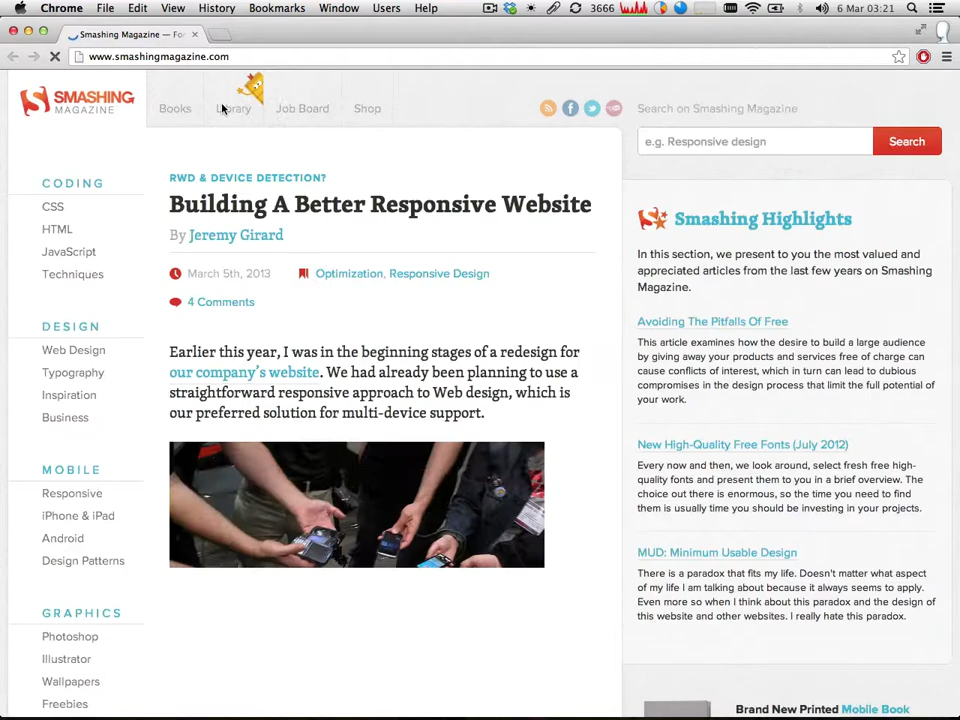 Chrome File Edit View History Bookmarks Window Users Help 3666 6 Mar 03:21
Smashing Magazine — For
www.smashingmagazine.com
SMASHING
MAGAZINE
Books Library Job Board Shop
Search on Smashing Magazine
e.g. Responsive design Search
CODING
CSS
HTML
JavaScript
Techniques
DESIGN
Web Design
Typography
Inspiration
Business
MOBILE
Responsive
iPhone & iPad
Android
Design Patterns
GRAPHICS
Photoshop
Illustrator
Wallpapers
Freebies
RWD & DEVICE DETECTION?
Building A Better Responsive Website
By Jeremy Girard
March 5th, 2013 Optimization, Responsive Design
4 Comments
Earlier this year, I was in the beginning stages of a redesign for
our company's website. We had already been planning to use a
straightforward responsive approach to Web design, which is
our preferred solution for multi-device support.
Smashing Highlights
In this section, we present to you the most valued and
appreciated articles from the last few years on Smashing
Magazine.
Avoiding The Pitfalls Of Free
This article examines how the desire to build a large audience
by giving away your products and services free of charge can
cause conflicts of interest, which in turn can lead to dubious
compromises in the design process that limit the full potential of
your work.
New High-Quality Free Fonts (July 2012)
Every now and then, we look around, select fresh free high-
quality fonts and present them to you in a brief overview. The
choice out there is enormous, so the time you need to find
them is usually time you should be investing in your projects.
MUD: Minimum Usable Design
There is a paradox that fits my life. Doesn't matter what aspect
of my life I am talking about because it always seems to apply.
Even more so when I think about this paradox and the design of
this website and other websites. I really hate this paradox.
Brand New Printed Mobile Book